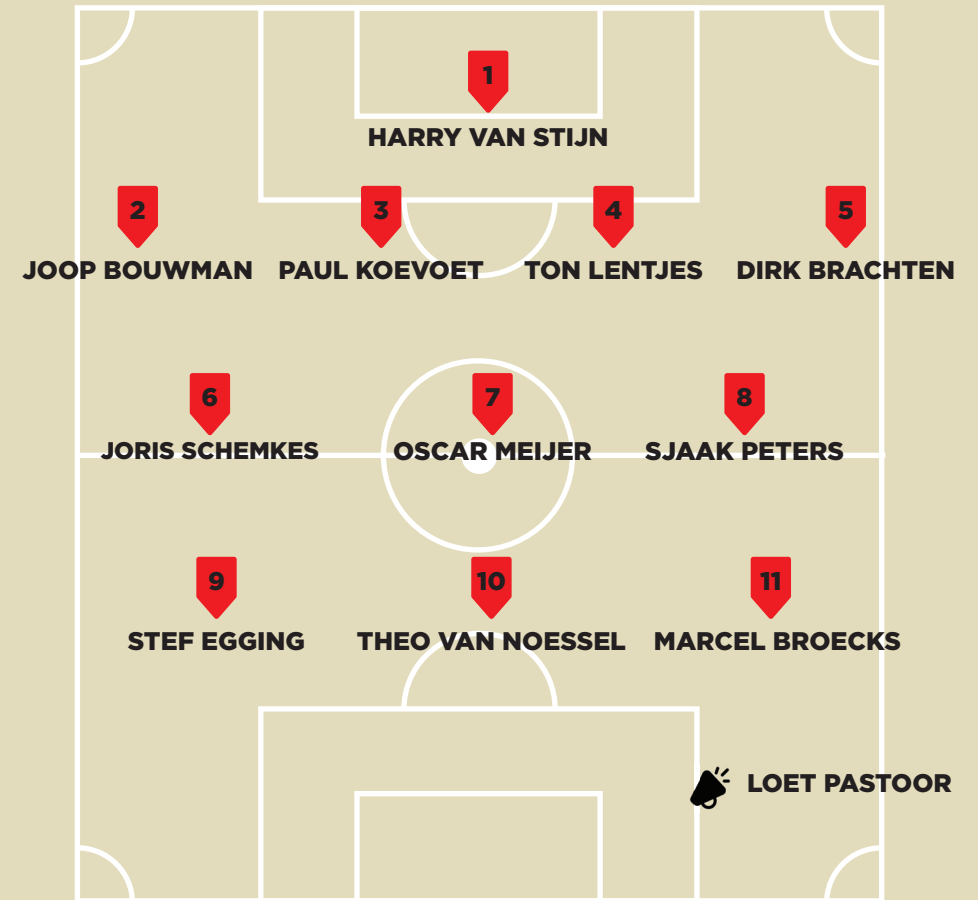 1
HARRY VAN STIJN
2 3 4 5
JOOP BOUWMAN PAUL KOEVOET TON LENTJES DIRK BRACHTEN
6 7 8
JORIS SCHEMKES OSCAR MEIJER SJAAK PETERS
9 10 11
STEF EGGING THEO VAN NOESSEL MARCEL BROECKS
LOET PASTOOR